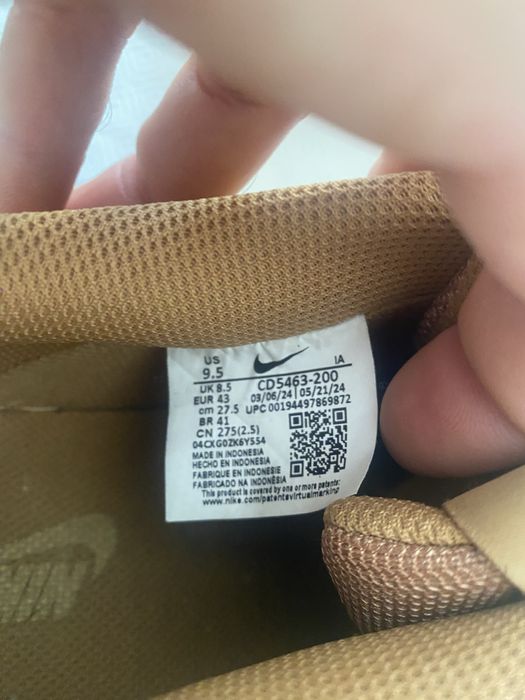 US
9.5
IA
UK 8.5 CD5463-200
EUR 43 03/06/24 | 05/21/24
cm 27.5 UPC 00194497869872
BR 41
CN 275(2.5)
04CXG0ZK6Y554
MADE IN INDONESIA
HECHO EN INDONESIA
FABRIQUE EN INDONESIE
FABRICADO NA INDONÉSIA
This product is covered by one or more patents:
www.nike.com/patentsvirtualmarking
NIKE